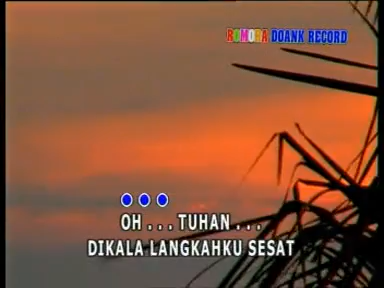 ROMORA DOANK RECORD
OH . . . TUHAN . . .
DIKALA LANGKAHKU SESAT